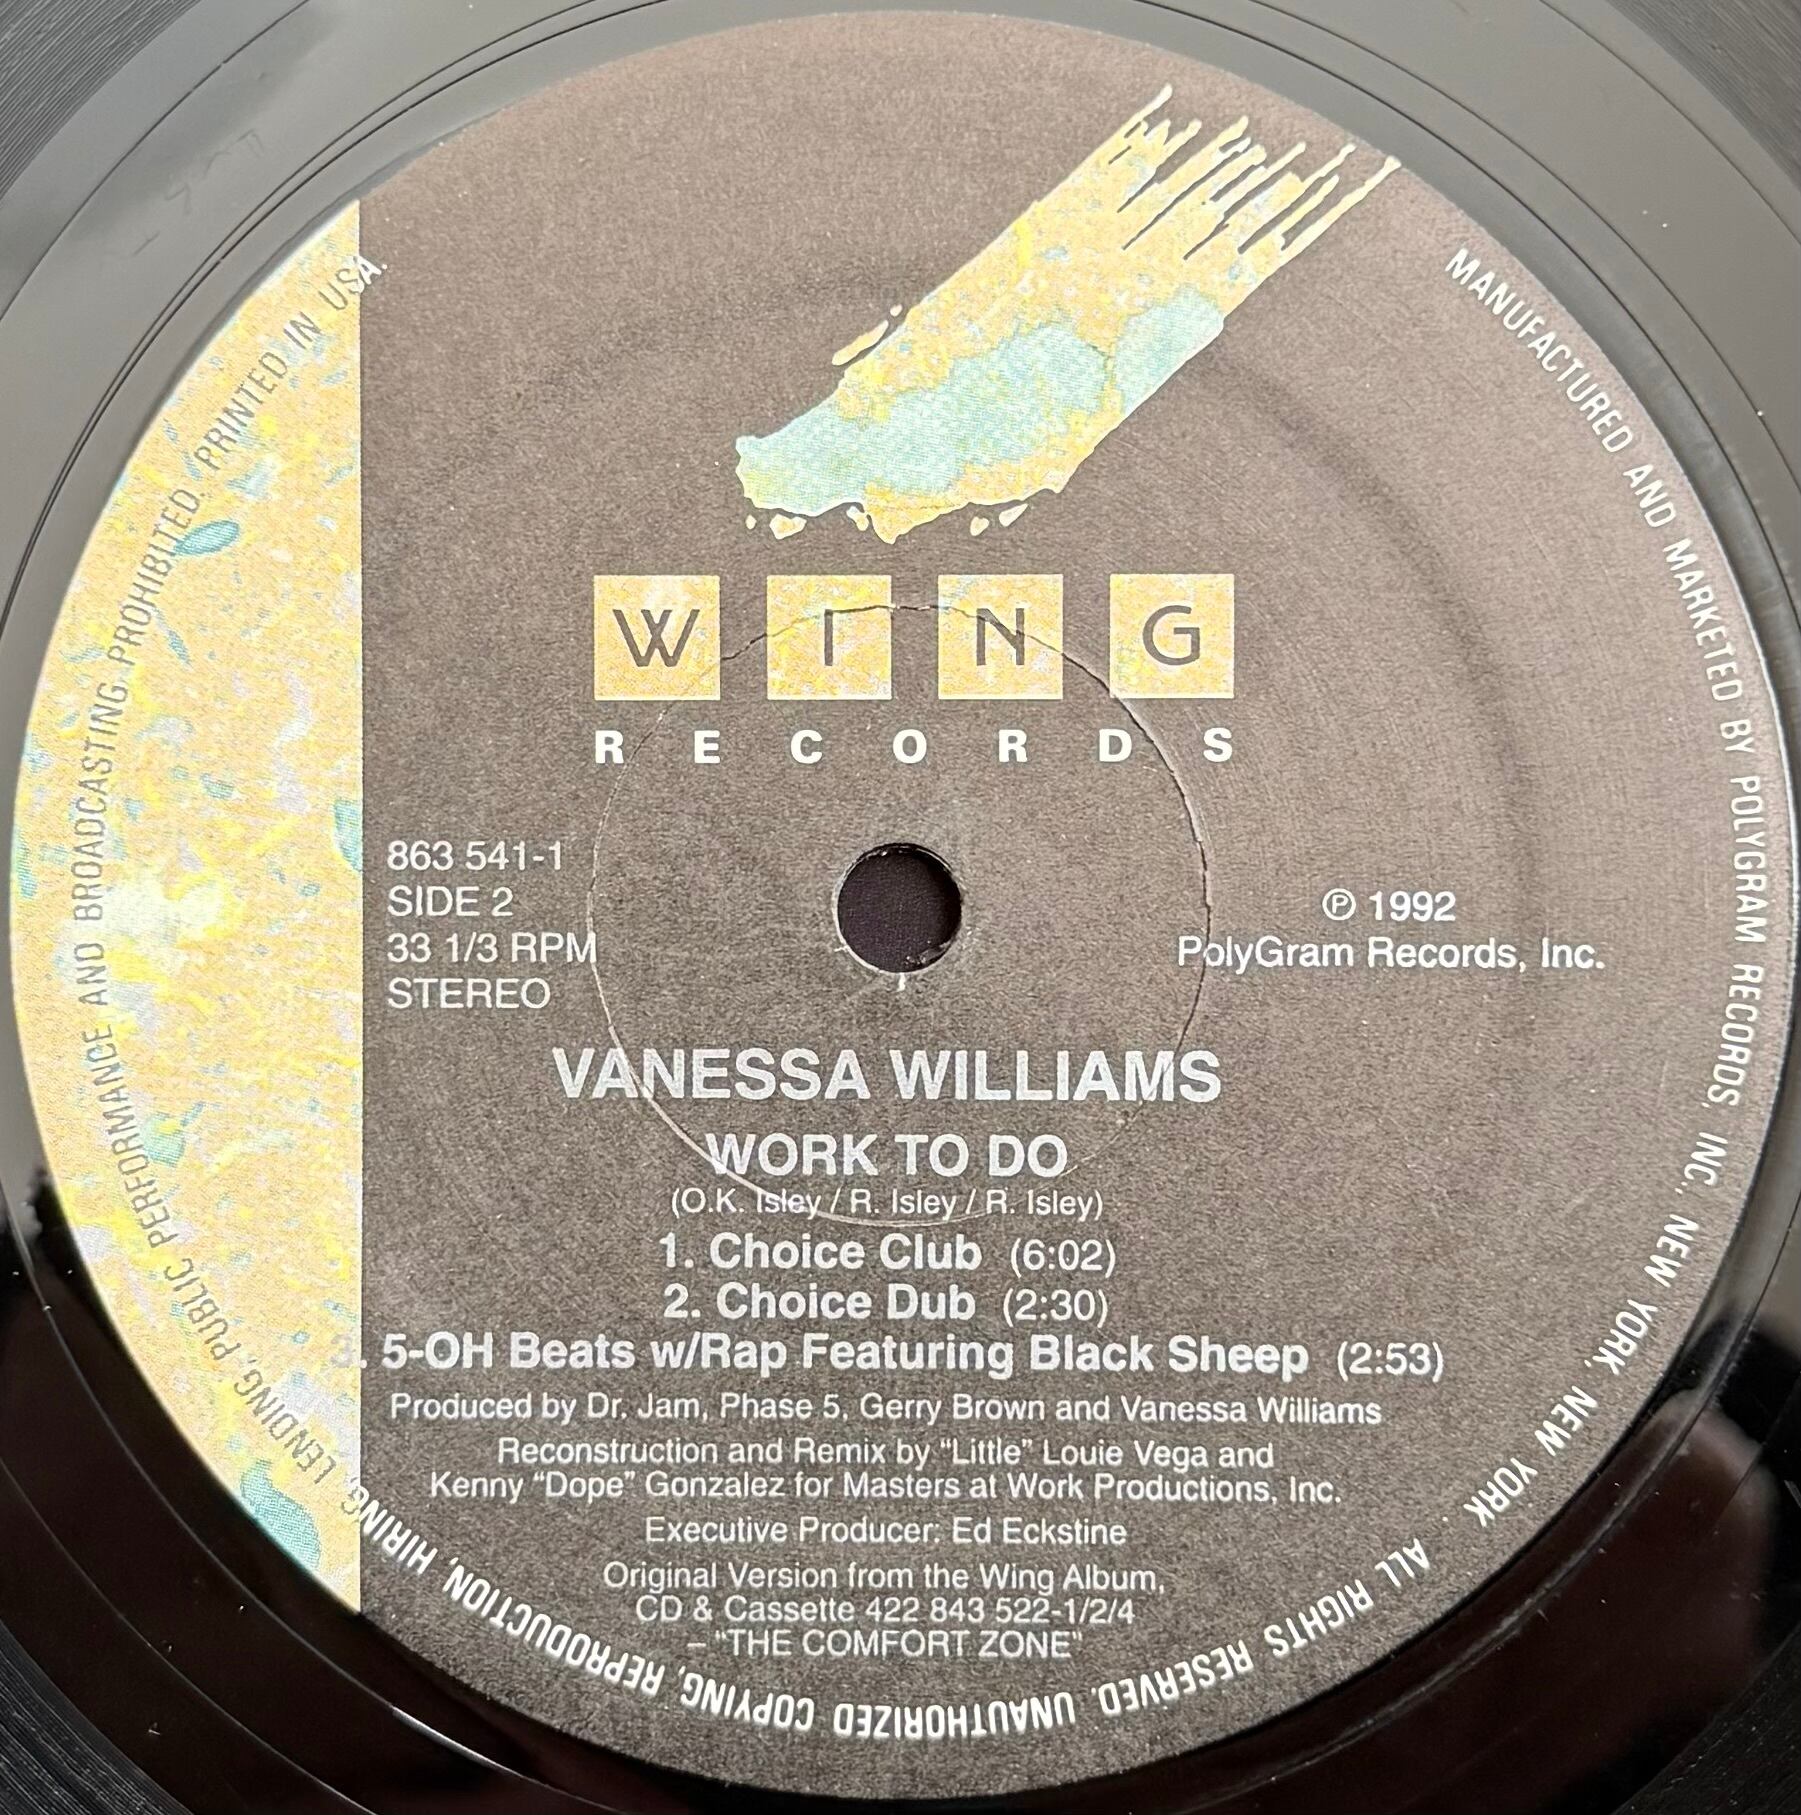 WING
RECORDS
863 541-1
SIDE 2
33 1/3 RPM
STEREO
℗ 1992
PolyGram Records, Inc.
VANESSA WILLIAMS
WORK TO DO
(O.K. Isley / R. Isley / R. Isley)
1. Choice Club (6:02)
2. Choice Dub (2:30)
3. 5-OH Beats w/Rap Featuring Black Sheep (2:53)
Produced by Dr. Jam, Phase 5, Gerry Brown and Vanessa Williams
Reconstruction and Remix by “Little” Louie Vega and
Kenny “Dope” Gonzalez for Masters at Work Productions, Inc.
Executive Producer: Ed Eckstine
Original Version from the Wing Album,
CD & Cassette 422 843 522-1/2/4
– “THE COMFORT ZONE”
MANUFACTURED AND MARKETED BY POLYGRAM RECORDS, INC., NEW YORK, NEW YORK. ALL RIGHTS RESERVED. UNAUTHORIZED COPYING, REPRODUCTION, HIRING, LENDING, PUBLIC PERFORMANCE AND BROADCASTING PROHIBITED. PRINTED IN USA.